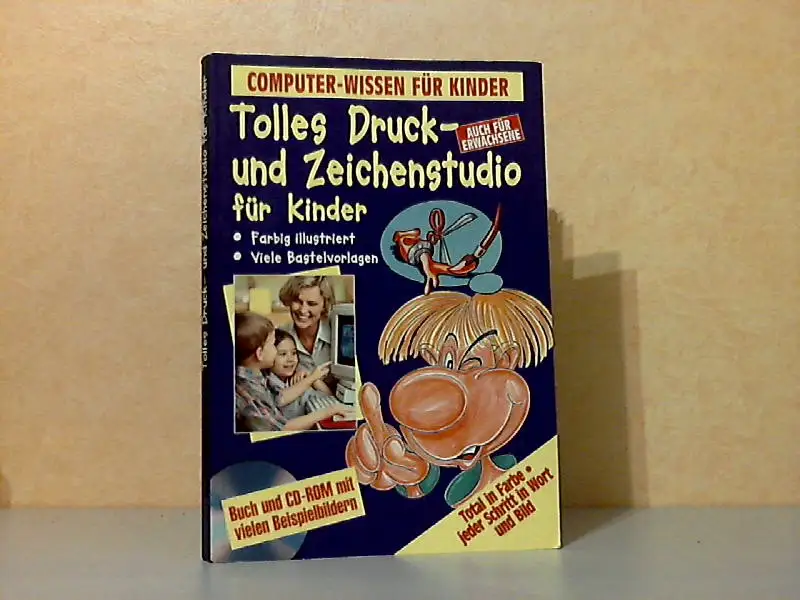 COMPUTER-WISSEN FÜR KINDER
Tolles Druck-
und Zeichenstudio
für Kinder
AUCH FÜR
ERWACHSENE
• Farbig illustriert
• Viele Bastelvorlagen
Buch und CD-ROM mit
vielen Beispielbildern
Total in Farbe •
jeder Schritt in Wort
und Bild
Tolles Druck- und Zeichenstudio für Kinder